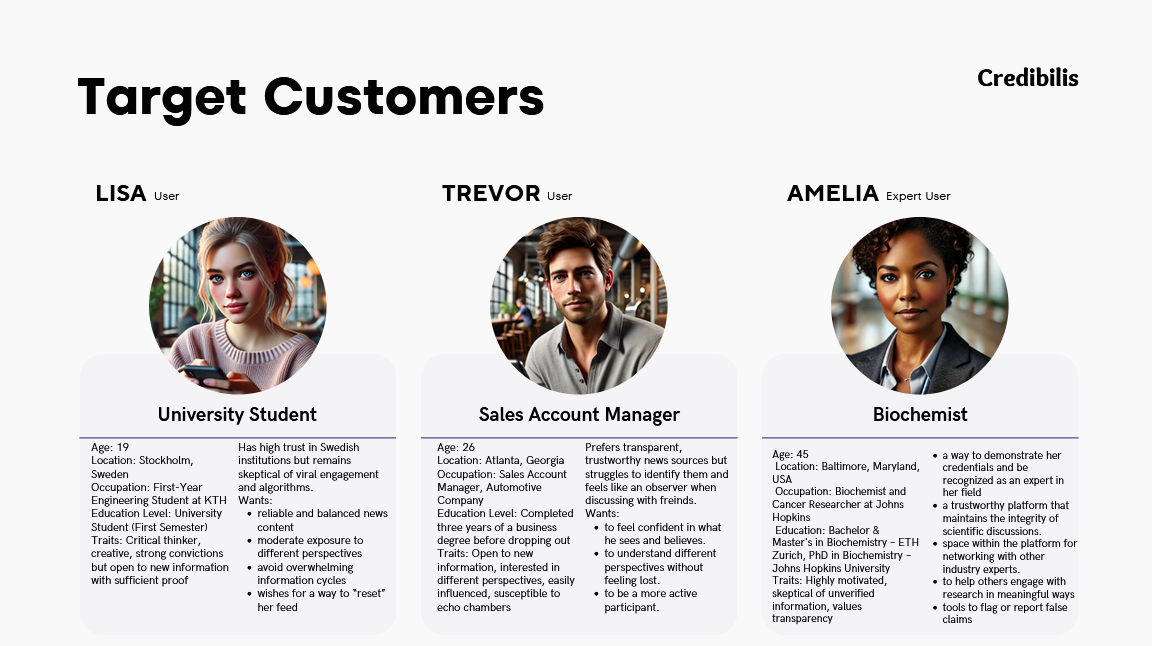 Target Customers
Credibilis
LISA User
TREVOR User
AMELIA Expert User
University Student
Age: 19
Location: Stockholm,
Sweden
Occupation: First-Year
Engineering Student at KTH
Education Level: University
Student (First Semester)
Traits: Critical thinker,
creative, strong convictions
but open to new information
with sufficient proof
Has high trust in Swedish
institutions but remains
skeptical of viral engagement
and algorithms.
Wants:
• reliable and balanced news
content
• moderate exposure to
different perspectives
• avoid overwhelming
information cycles
• wishes for a way to "reset"
her feed
Sales Account Manager
Age: 26
Location: Atlanta, Georgia
Occupation: Sales Account
Manager, Automotive
Company
Education Level: Completed
three years of a business
degree before dropping out
Traits: Open to new
information, interested in
different perspectives, easily
influenced, susceptible to
echo chambers
Prefers transparent,
trustworthy news sources but
struggles to identify them and
feels like an observer when
discussing with freinds.
Wants:
• to feel confident in what
he sees and believes.
• to understand different
perspectives without
feeling lost.
• to be a more active
participant.
Biochemist
Age: 45
Location: Baltimore, Maryland,
USA
Occupation: Biochemist and
Cancer Researcher at Johns
Hopkins
Education: Bachelor &
Master's in Biochemistry – ETH
Zurich, PhD in Biochemistry –
Johns Hopkins University
Traits: Highly motivated,
skeptical of unverified
information, values
transparency
• a way to demonstrate her
credentials and be
recognized as an expert in
her field
• a trustworthy platform that
maintains the integrity of
scientific discussions.
• space within the platform for
networking with other
industry experts.
• to help others engage with
research in meaningful ways
• tools to flag or report false
claims